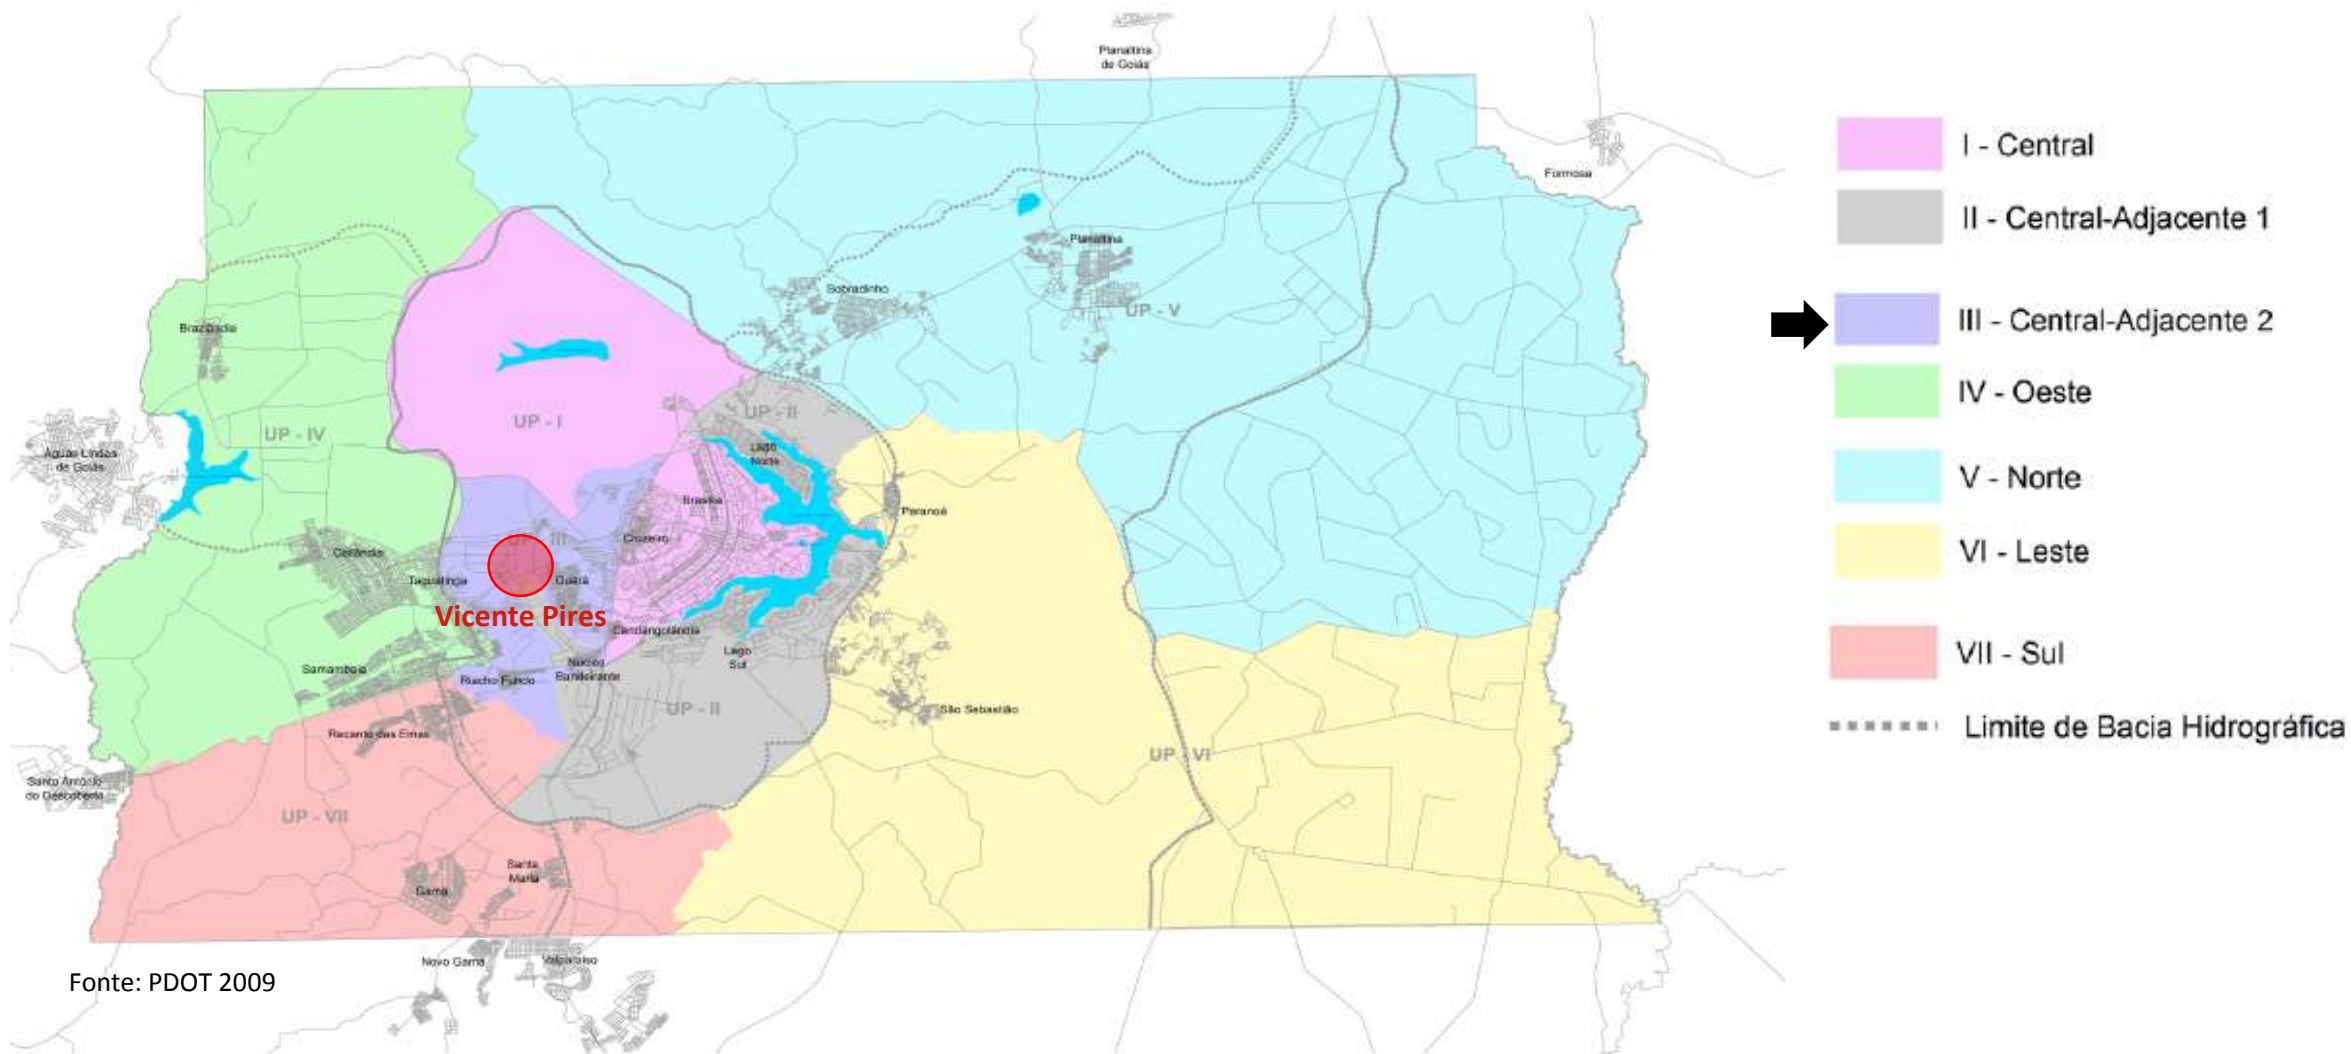 Planaltina
de Goiás
Formosa
Planaltina
UP - V
Sobradinho
Brazlândia
UP - IV
UP - I
UP - II
Águas Lindas
de Goiás
Lago
Norte
Brasília
Paranoá
Cruzeiro
III
Ceilândia
Taguatinga
Guará
Vicente Pires
Candangolândia
Lago
Sul
Samambaia
Riacho Fundo
Núcleo
Bandeirante
UP - II
São Sebastião
Recanto das Emas
UP - VI
Santo Antônio
do Descoberto
UP - VII
Santa
Maria
Gama
Novo Gama
Valparaíso
Fonte: PDOT 2009
I - Central
II - Central-Adjacente 1
III - Central-Adjacente 2
IV - Oeste
V - Norte
VI - Leste
VII - Sul
Limite de Bacia Hidrográfica